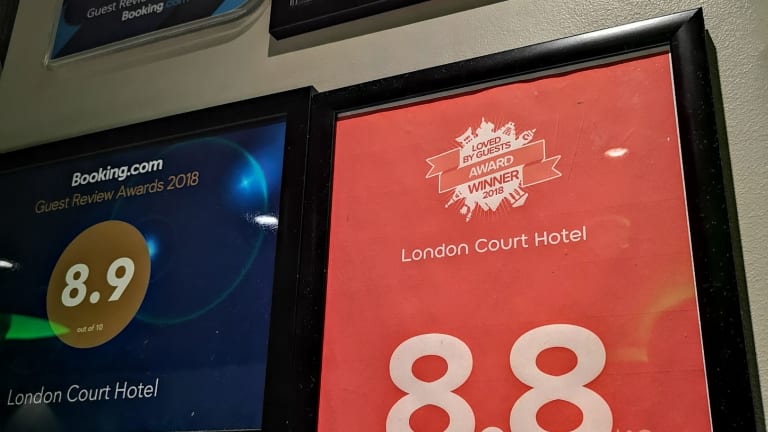 Guest Review
Booking.com
Booking.com
Guest Review Awards 2018
8.9
out of 10
London Court Hotel
LOVED
BY GUESTS
AWARD
WINNER
2018
London Court Hotel
8.8